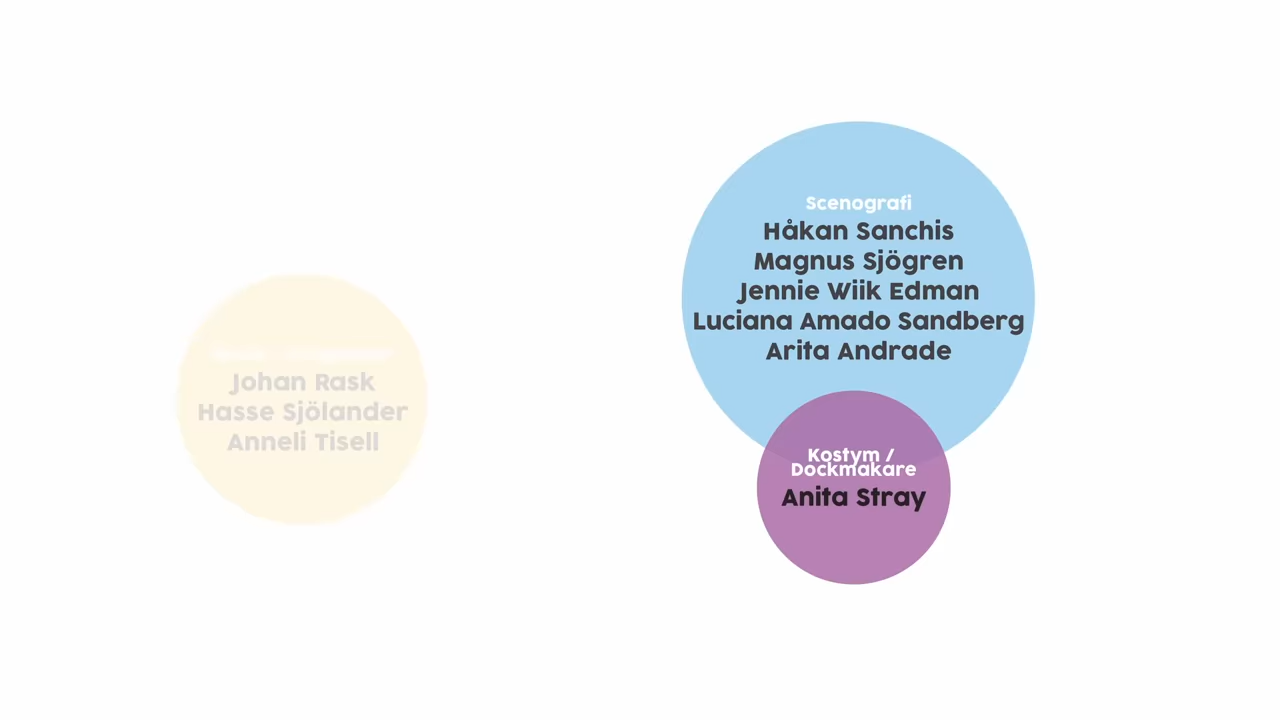 Johan Rask
Hasse Sjölander
Anneli Tisell
Scenografi
Håkan Sanchis
Magnus Sjögren
Jennie Wiik Edman
Luciana Amado Sandberg
Arita Andrade
Kostym /
Dockmakare
Anita Stray